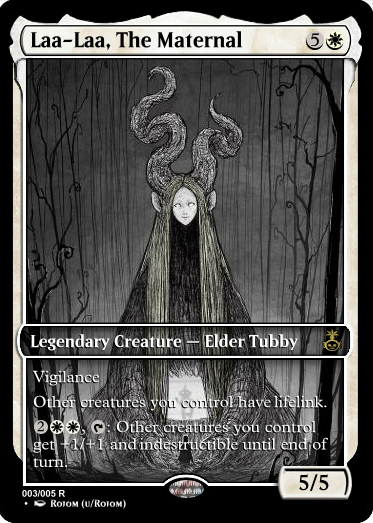 Laa-Laa, The Maternal 5
Legendary Creature — Elder Tubby
Vigilance
Other creatures you control have lifelink.
2, : Other creatures you control
get +1/+1 and indestructible until end of
turn.
5/5
003/005 R
• Rotom (u/Rotom)